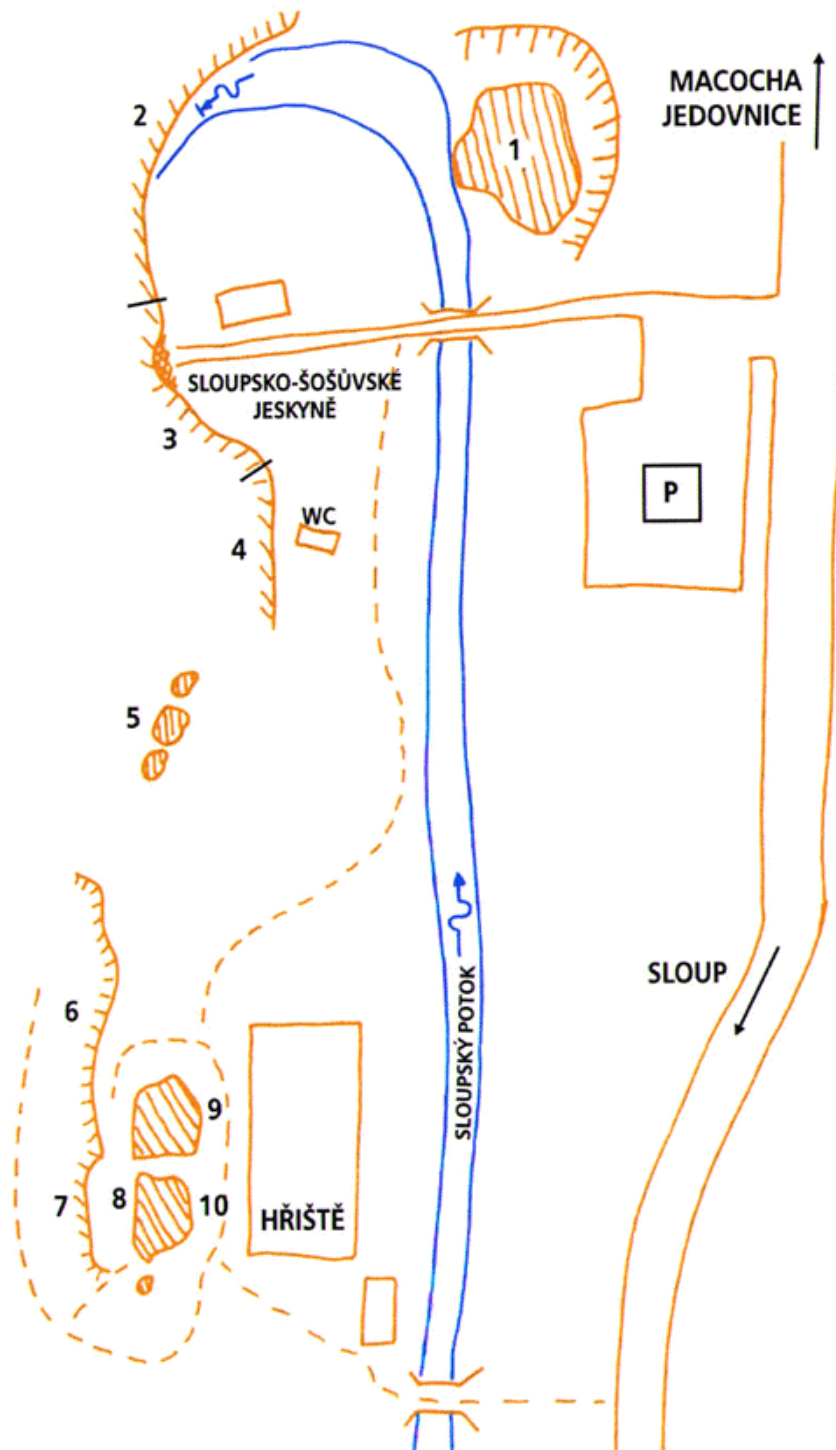 MACOCHA
JEDOVNICE
1
2
SLOUPSKO-ŠOŠŮVSKÉ
JESKYNĚ
3
P
WC
4
5
SLOUP
SLOUPSKÝ POTOK
6
9
7
8
10
HŘIŠTĚ